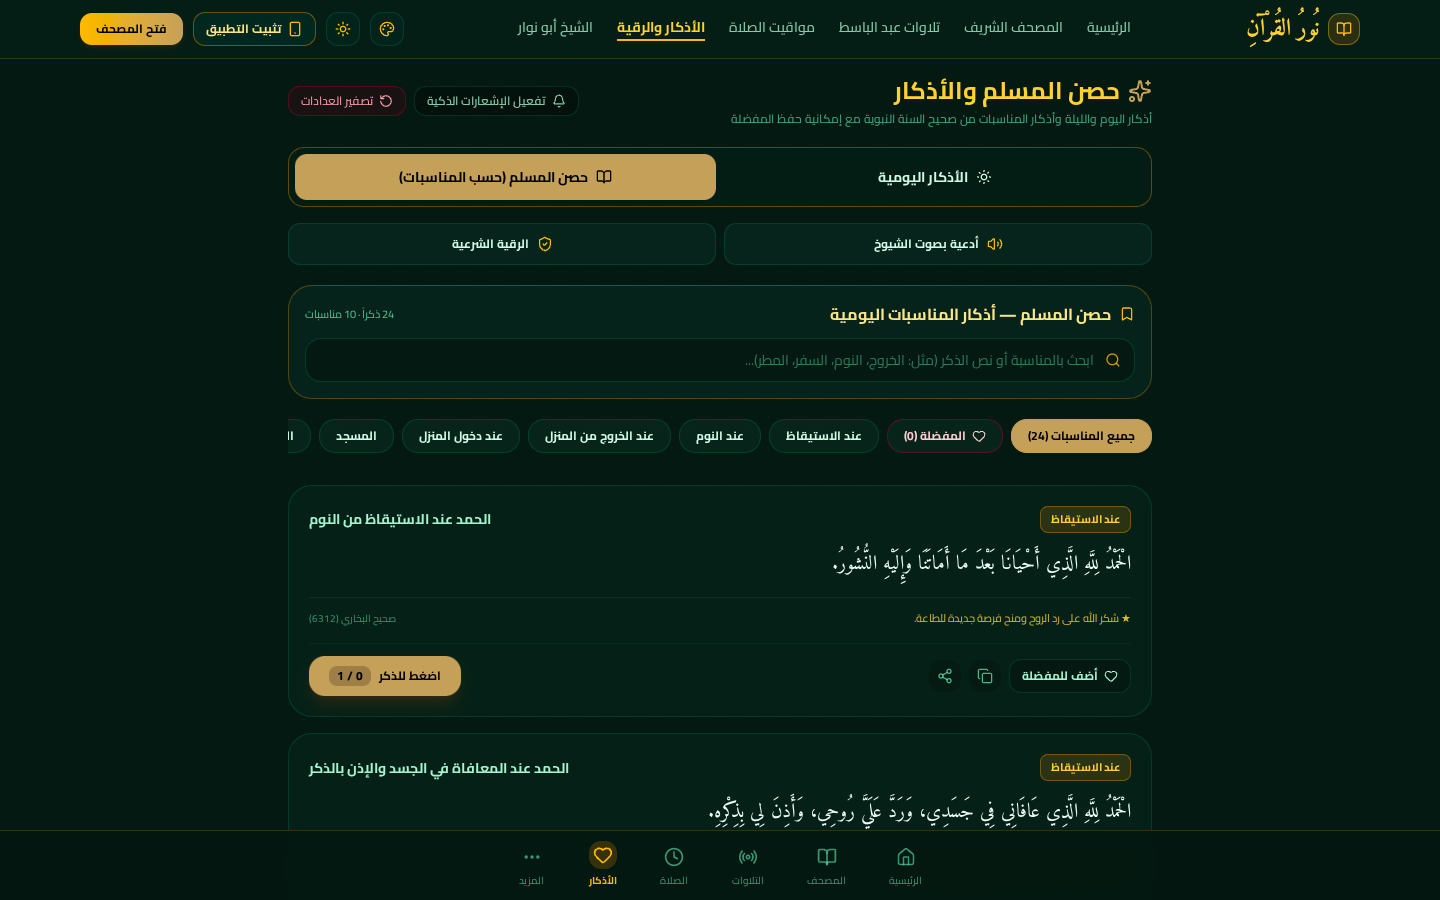 نُورُ القُرْآنِ
الرئيسية
المصحف الشريف
تلاوات عبد الباسط
مواقيت الصلاة
الأذكار والرقية
الشيخ أبو نوار
تثبيت التطبيق
فتح المصحف
حصن المسلم والأذكار
أذكار اليوم والليلة وأذكار المناسبات من صحيح السنة النبوية مع إمكانية حفظ المفضلة
تفعيل الإشعارات الذكية
تصفير العدادات
الأذكار اليومية
حصن المسلم (حسب المناسبات)
أدعية بصوت الشيوخ
الرقية الشرعية
حصن المسلم — أذكار المناسبات اليومية
24 ذكراً · 10 مناسبات
ابحث بالمناسبة أو نص الذكر (مثل: الخروج، النوم، السفر، المطر)...
جميع المناسبات (24)
المفضلة (0)
عند الاستيقاظ
عند النوم
عند الخروج من المنزل
عند دخول المنزل
المسجد
عند الاستيقاظ
الحمد عند الاستيقاظ من النوم
الْحَمْدُ لِلَّهِ الَّذِي أَحْيَانَا بَعْدَ مَا أَمَاتَنَا وَإِلَيْهِ النُّشُورُ.
★ شكر الله على رد الروح ومنح فرصة جديدة للطاعة.
صحيح البخاري (6312)
أضف للمفضلة
اضغط للذكر
0 / 1
عند الاستيقاظ
الحمد عند المعافاة في الجسد والإذن بالذكر
الْحَمْدُ لِلَّهِ الَّذِي عَافَانِي فِي جَسَدِي، وَرَدَّ عَلَيَّ رُوحِي، وَأَذِنَ لِي بِذِكْرِهِ.
الرئيسية
المصحف
التلاوات
الصلاة
الأذكار
المزيد